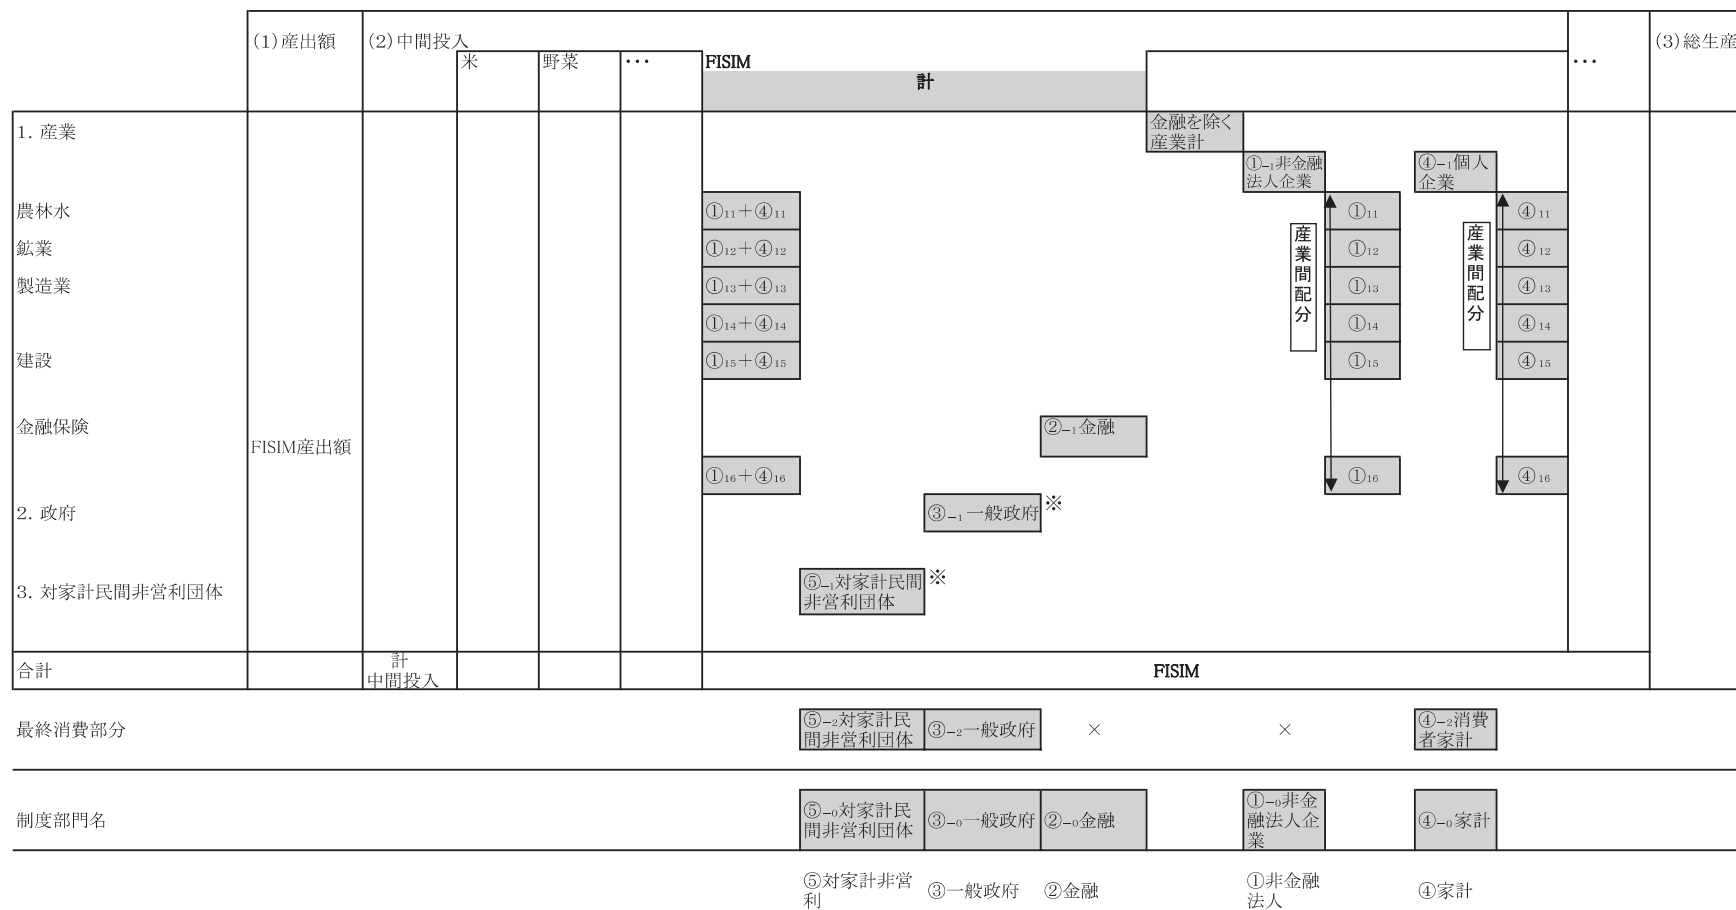 (1)産出額 (2)中間投入 (3)総生産
米 野菜 ・・・ FISIM ・・・
計
1. 産業 金融を除く
産業計
①₋₁非金融
法人企業 ④₋₁個人
企業
農林水 ①₁₁＋④₁₁ ①₁₁ ④₁₁
鉱業 ①₁₂＋④₁₂ ①₁₂ ④₁₂
製造業 ①₁₃＋④₁₃ ①₁₃ ④₁₃
①₁₄＋④₁₄ ①₁₄ ④₁₄
建設 ①₁₅＋④₁₅ ①₁₅ ④₁₅
産業間配分
産業間配分
金融保険 ②₋₁金融
FISIM産出額
①₁₆＋④₁₆ ①₁₆ ④₁₆
2. 政府 ③₋₁一般政府※
3. 対家計民間非営利団体 ⑤₋₁対家計民間
非営利団体※
合計 計
中間投入 FISIM
最終消費部分 ⑤₋₂対家計民
間非営利団体 ③₋₂一般政府 × × ④₋₂消費
者家計
制度部門名 ⑤₋₀対家計民
間非営利団体 ③₋₀一般政府 ②₋₀金融 ①₋₀非金
融法人企
業 ④₋₀家計
⑤対家計非営
利 ③一般政府 ②金融 ①非金融
法人 ④家計